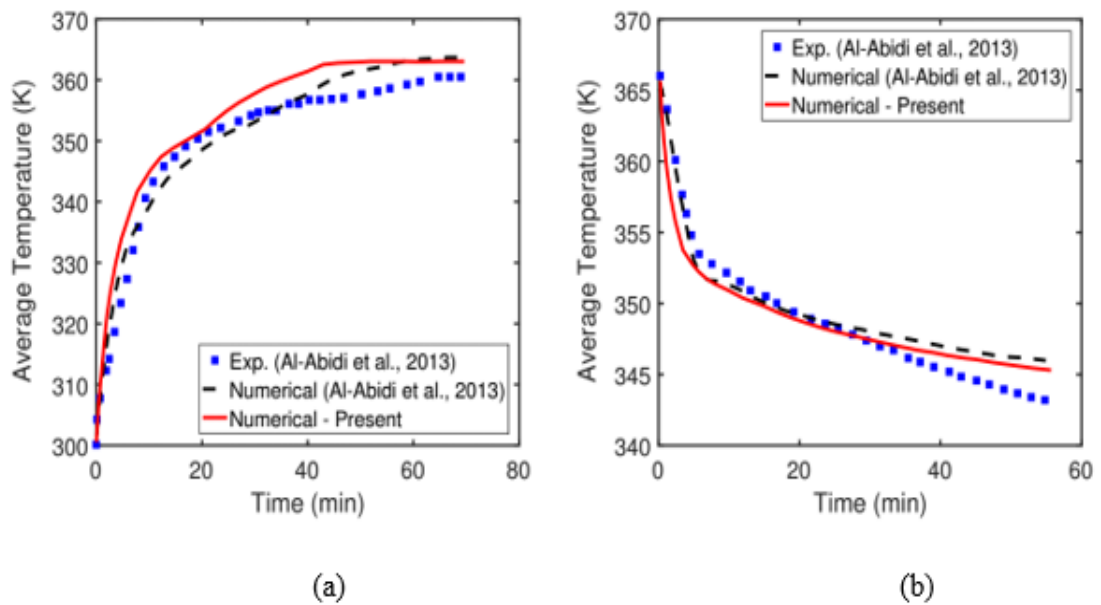 370
360
350
340
330
320
310
300
Average Temperature (K)
Exp. (Al-Abidi et al., 2013)
Numerical (Al-Abidi et al., 2013)
Numerical - Present
0
20
40
60
80
Time (min)
(a)
370
365
360
355
350
345
340
Average Temperature (K)
Exp. (Al-Abidi et al., 2013)
Numerical (Al-Abidi et al., 2013)
Numerical - Present
0
20
40
60
Time (min)
(b)